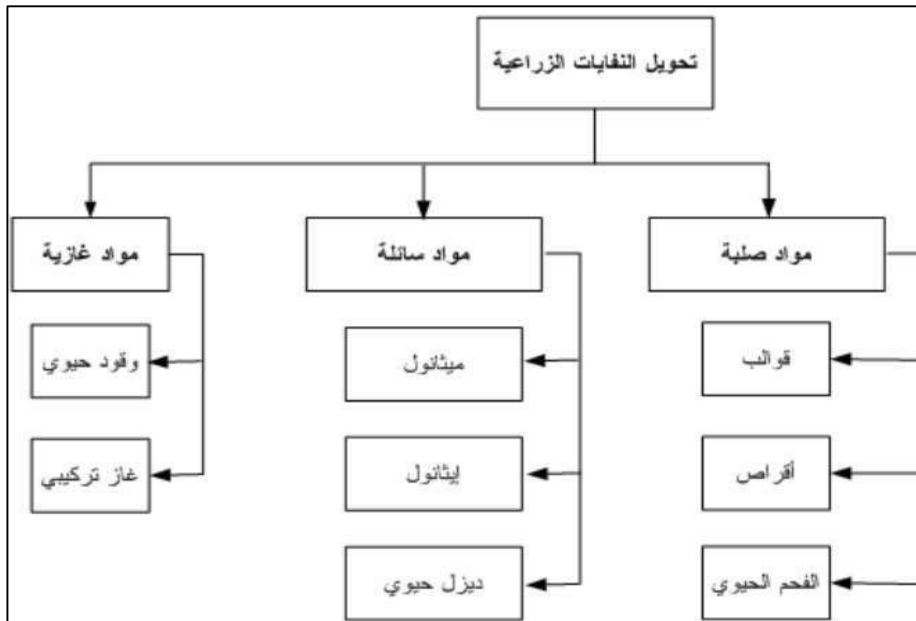 تحويل النفايات الزراعية
مواد صلبة
مواد سائلة
مواد غازية
قوالب
أقراص
الفحم الحيوي
ميثانول
إيثانول
ديزل حيوي
وقود حيوي
غاز تركيبي